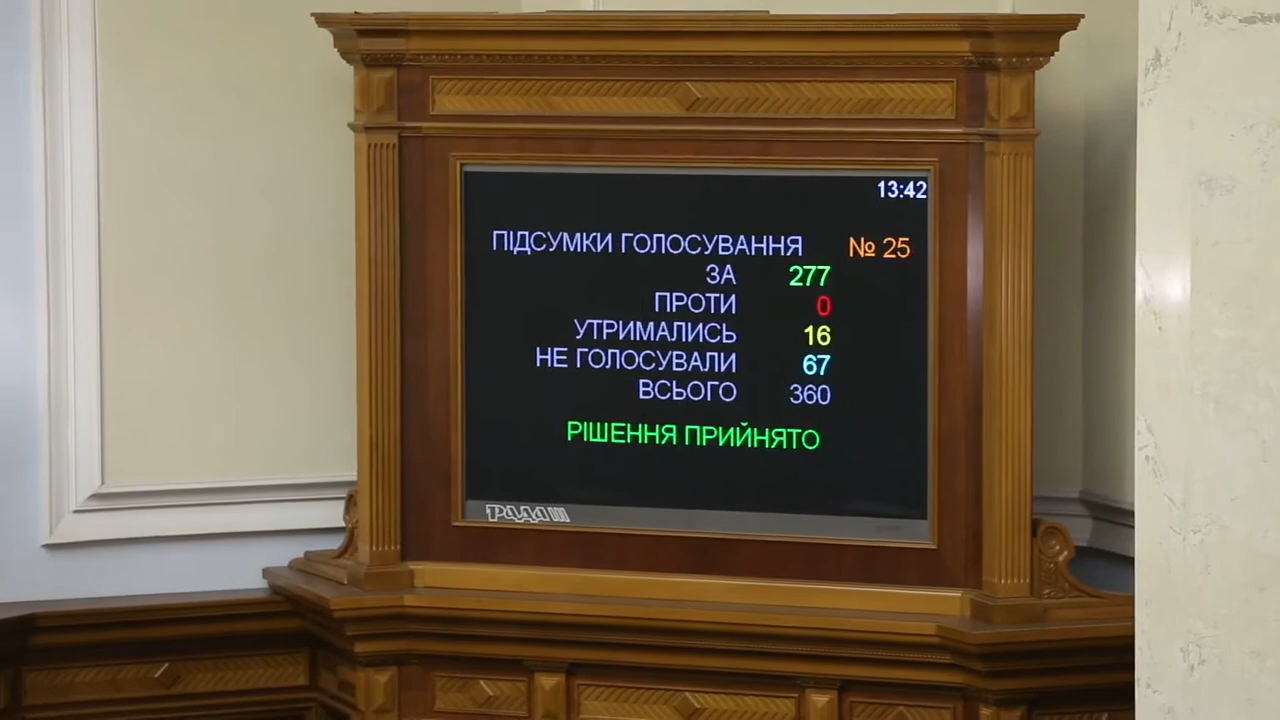 13:42
ПІДСУМКИ ГОЛОСУВАННЯ № 25
ЗА 277
ПРОТИ 0
УТРИМАЛИСЬ 16
НЕ ГОЛОСУВАЛИ 67
ВСЬОГО 360
РІШЕННЯ ПРИЙНЯТО
РАДА III